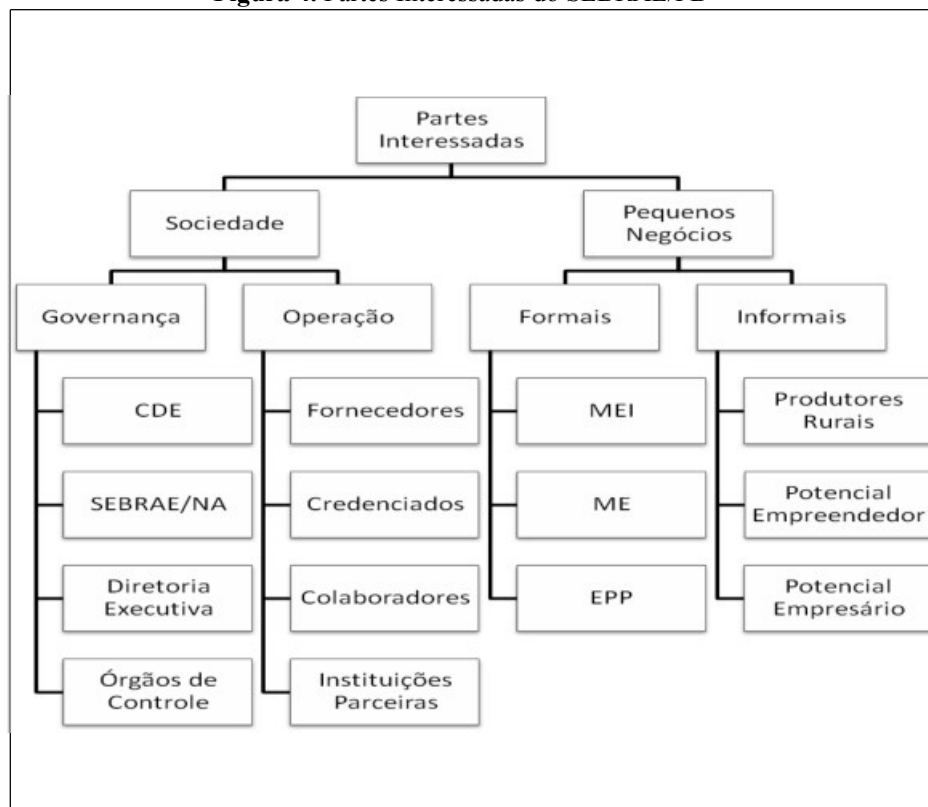 Partes
Interessadas
Sociedade
Pequenos
Negócios
Governança
Operação
Formais
Informais
CDE
Fornecedores
MEI
Produtores
Rurais
SEBRAE/NA
Credenciados
ME
Potencial
Empreendedor
Diretoria
Executiva
Colaboradores
EPP
Potencial
Empresário
Órgãos de
Controle
Instituições
Parceiras